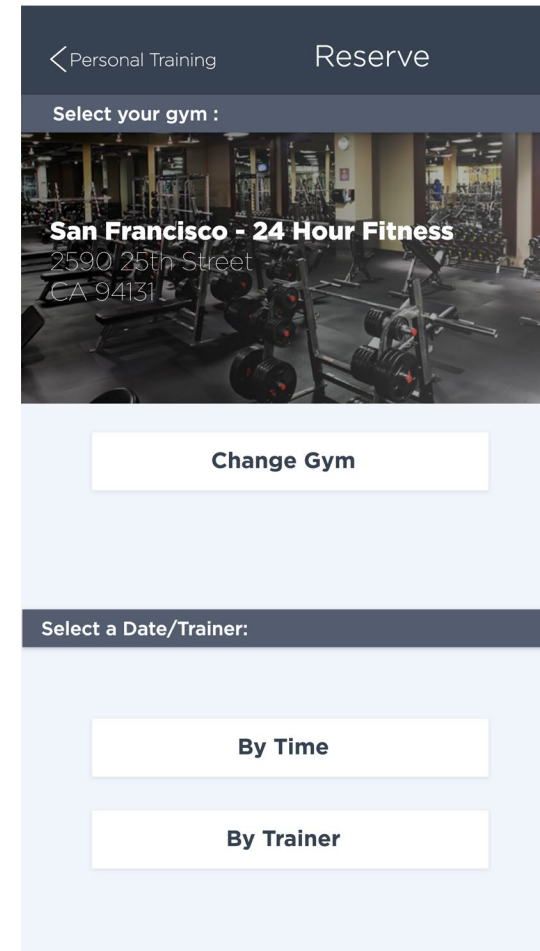 Personal Training
Reserve
Select your gym :
San Francisco - 24 Hour Fitness
2590 25th Street
CA 94131
Change Gym
Select a Date/Trainer:
By Time
By Trainer